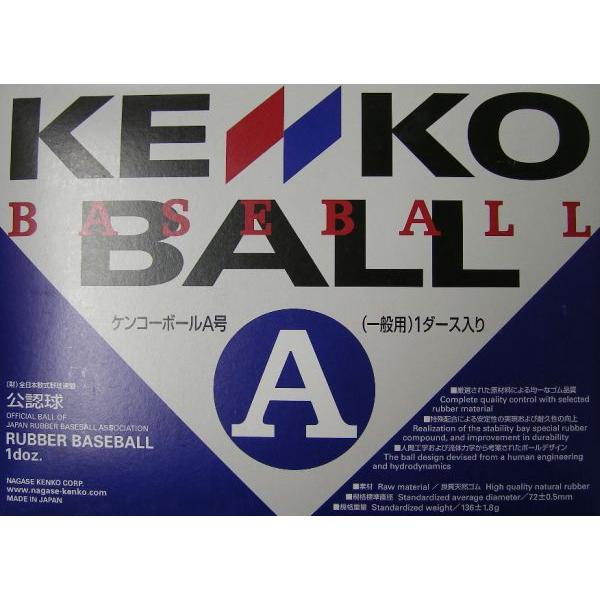 KENKO
BASEBALL
BALL
ケンコーボールA号
(一般用)1ダース入り
A
(財)全日本軟式野球連盟
公認球
OFFICIAL BALL OF
JAPAN RUBBER BASEBALL ASSOCIATION
RUBBER BASEBALL
1doz.
NAGASE KENKO CORP.
www.nagase-kenko.com
MADE IN JAPAN
■厳選された原材料による均一なゴム品質
Complete quality control with selected
rubber material
■特殊配合による安定性の実現および耐久性の向上
Realization of the stability bay special rubber
compound, and improvement in durability
■人間工学および流体力学から考案されたボールデザイン
The ball design devised from a human engineering
and hydrodynamics
■素材 Raw material / 良質天然ゴム High quality natural rubber
■規格標準直径 Standardized average diameter/72±0.5mm
■規格重量 Standardized weight/136±1.8g